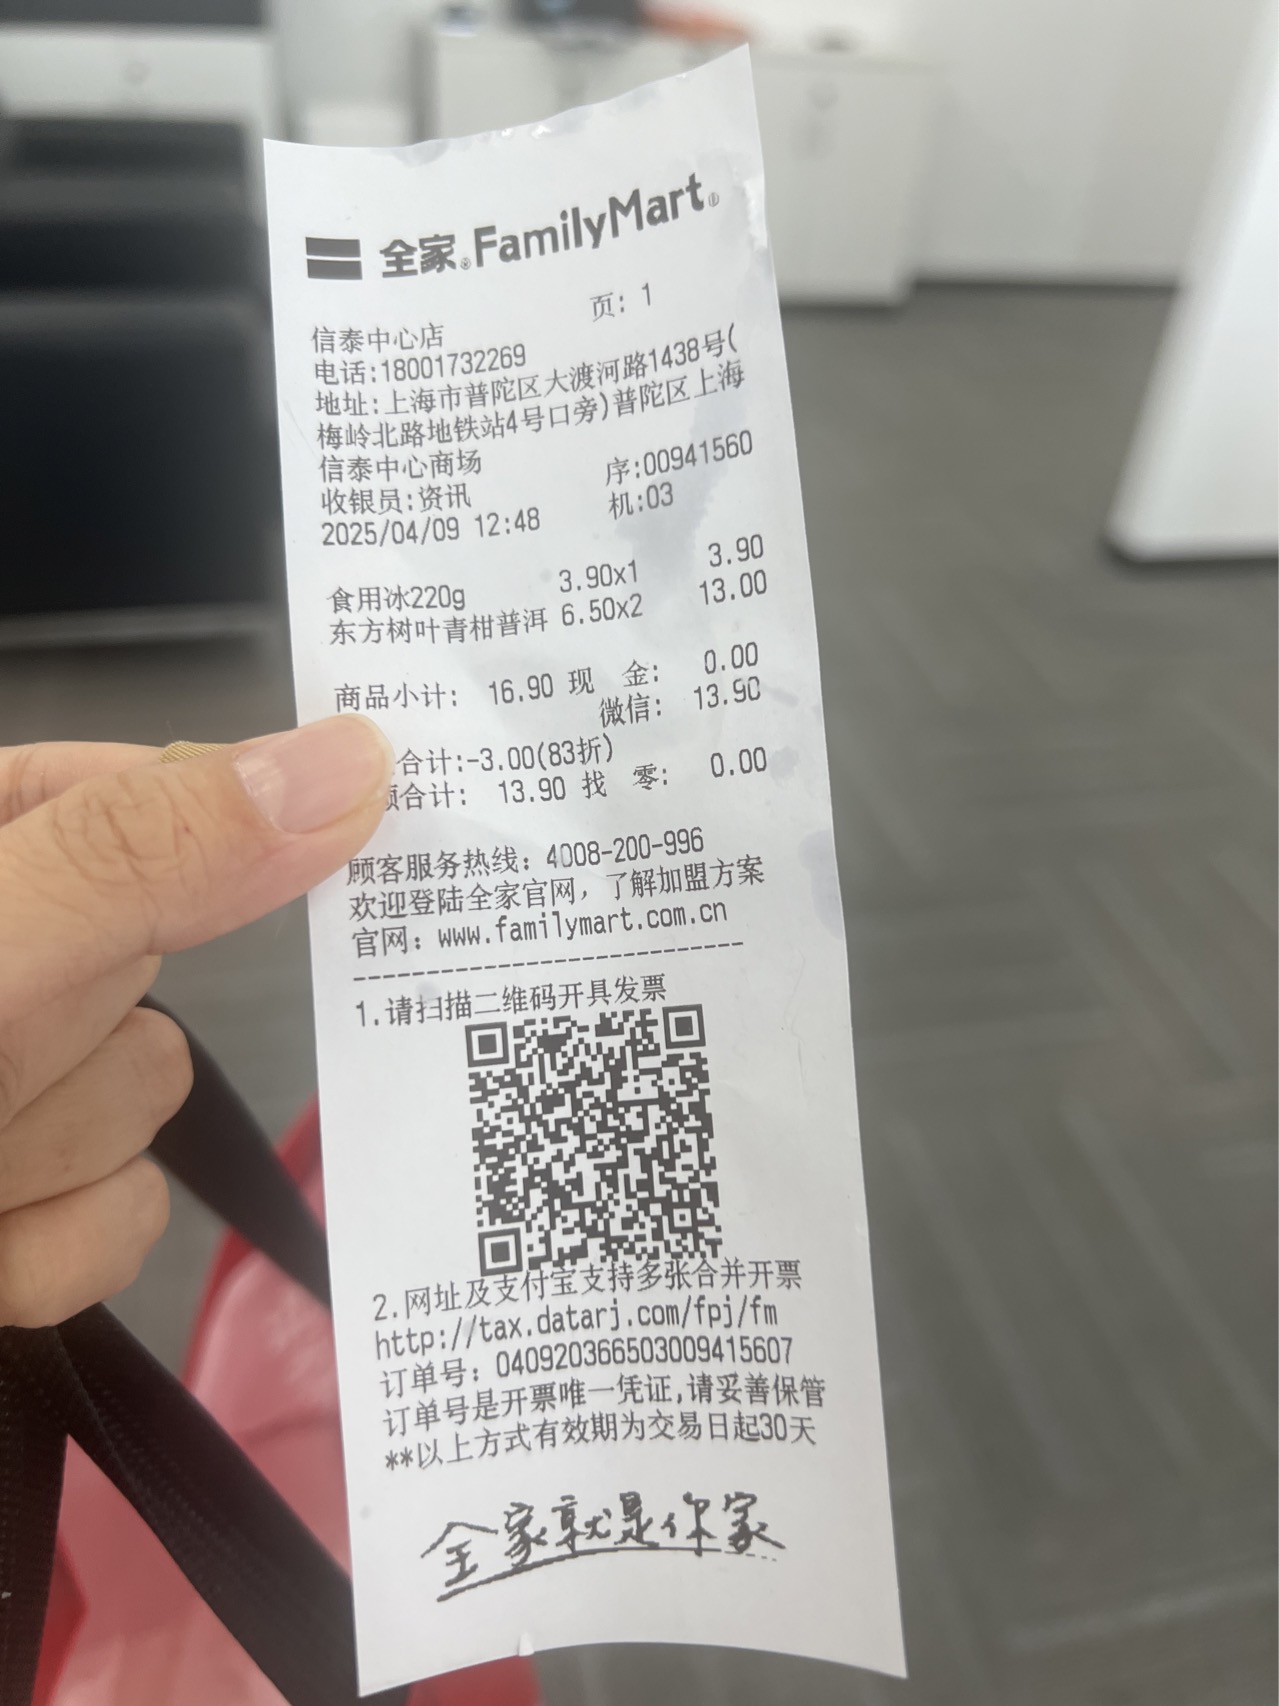 全家 FamilyMart
页: 1
信泰中心店
电话:18001732269
地址:上海市普陀区大渡河路1438号(
梅岭北路地铁站4号口旁)普陀区上海
信泰中心商场
序:00941560
收银员:资讯
机:03
2025/04/09 12:48
食用冰220g 3.90x1 3.90
东方树叶青柑普洱 6.50x2 13.00
商品小计: 16.90 现 金: 0.00
微信: 13.90
合计:-3.00(83折)
额合计: 13.90 找 零: 0.00
顾客服务热线: 4008-200-996
欢迎登陆全家官网, 了解加盟方案
官网: www.familymart.com.cn
1.请扫描二维码开具发票
2.网址及支付宝支持多张合并开票
http://tax.datarj.com/fpj/fm
订单号: 0409203665030094​15607
订单号是开票唯一凭证,请妥善保管
**以上方式有效期为交易日起30天
全家就是你家